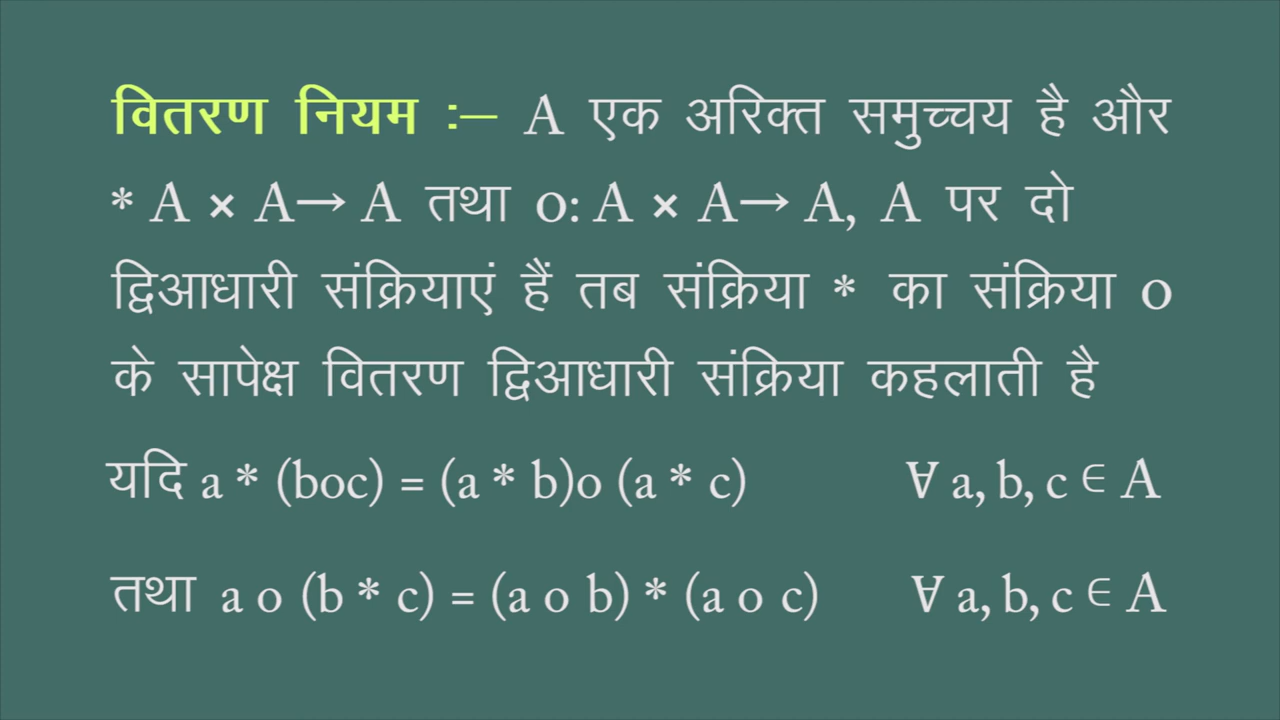 वितरण नियम :– A एक अरिक्त समुच्चय है और
* A × A→ A तथा o: A × A→ A, A पर दो
द्विआधारी संक्रियाएं हैं तब संक्रिया * का संक्रिया o
के सापेक्ष वितरण द्विआधारी संक्रिया कहलाती है
यदि a * (boc) = (a * b)o (a * c) ∀ a, b, c ∈ A
तथा a o (b * c) = (a o b) * (a o c) ∀ a, b, c ∈ A